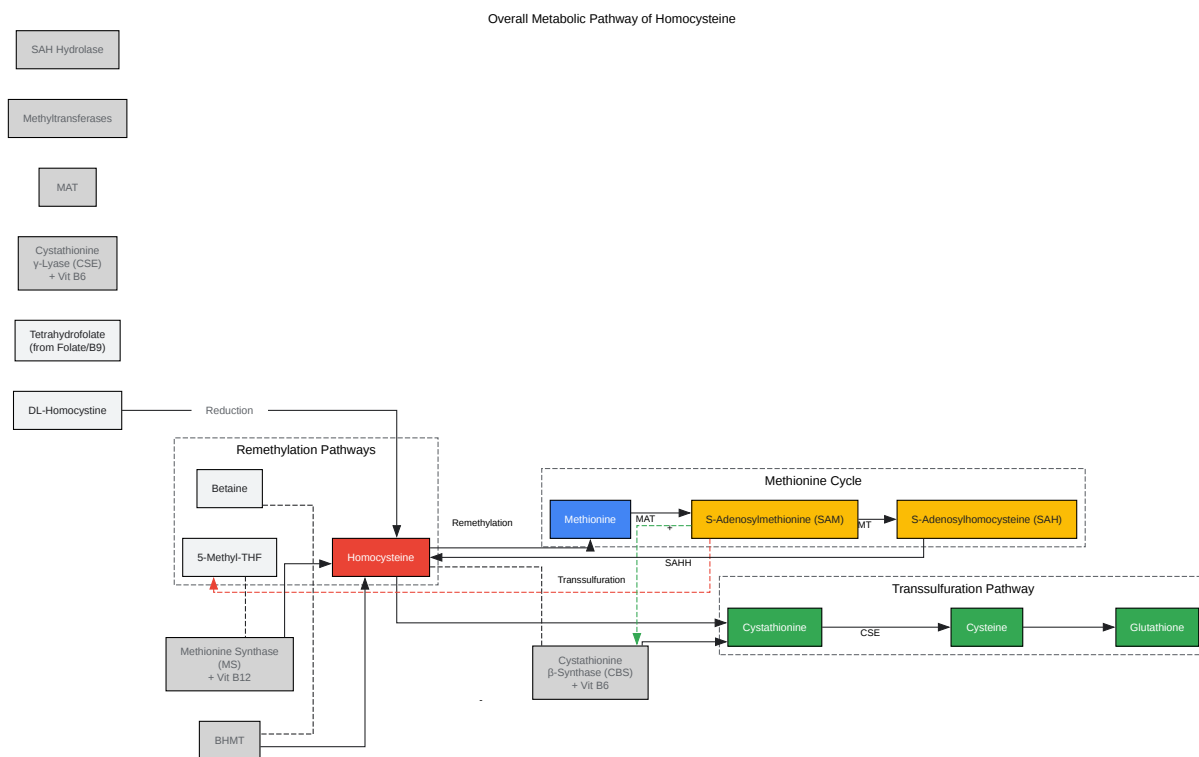 Overall Metabolic Pathway of Homocysteine
SAH Hydrolase
Methyltransferases
MAT
Cystathionine
γ-Lyase (CSE)
+ Vit B6
Tetrahydrofolate
(from Folate/B9)
DL-Homocystine
Reduction
Remethylation Pathways
Betaine
5-Methyl-THF
Homocysteine
Remethylation
Methionine Cycle
Methionine
MAT
+
S-Adenosylmethionine (SAM)
MT
S-Adenosylhomocysteine (SAH)
SAHH
Transsulfuration
Transsulfuration Pathway
Cystathionine
CSE
Cysteine
Glutathione
Methionine Synthase
(MS)
+ Vit B12
Cystathionine
β-Synthase (CBS)
+ Vit B6
-
BHMT